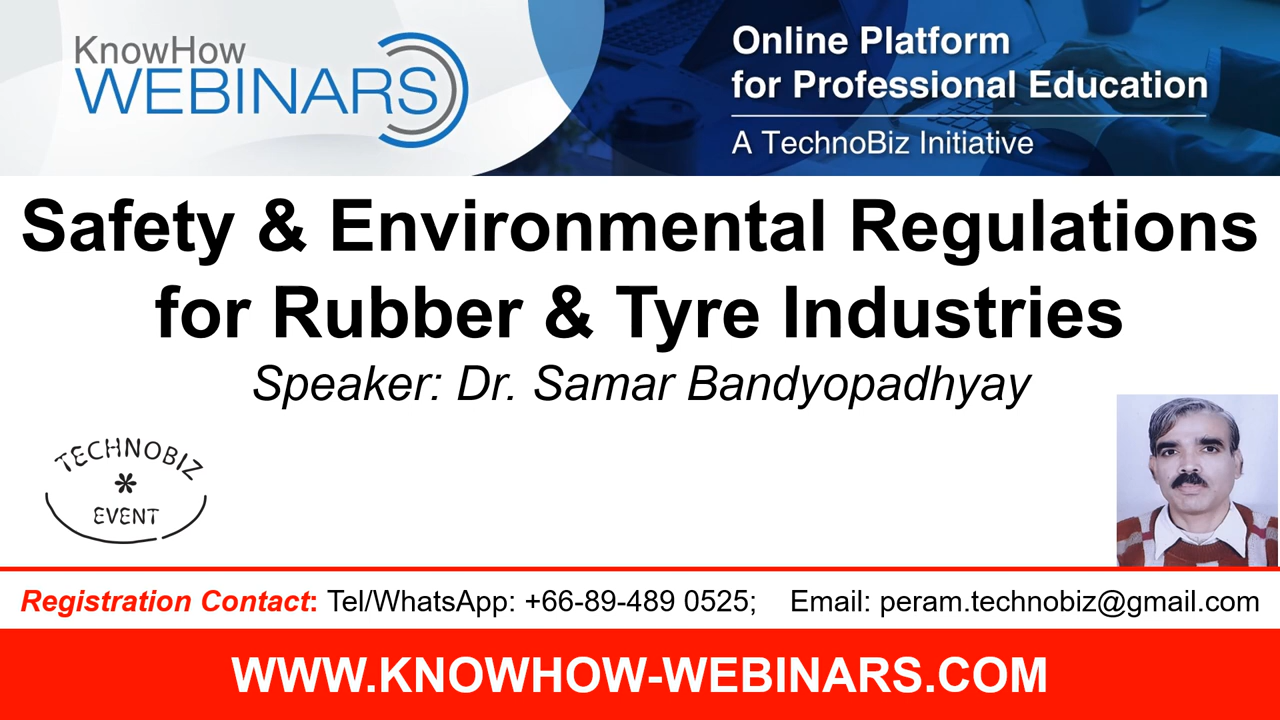 KnowHow
WEBINARS
Online Platform
for Professional Education
A TechnoBiz Initiative
Safety & Environmental Regulations
for Rubber & Tyre Industries
Speaker: Dr. Samar Bandyopadhyay
TECHNOBIZ
*
EVENT
Registration Contact: Tel/WhatsApp: +66-89-489 0525; Email: peram.technobiz@gmail.com
WWW.KNOWHOW-WEBINARS.COM